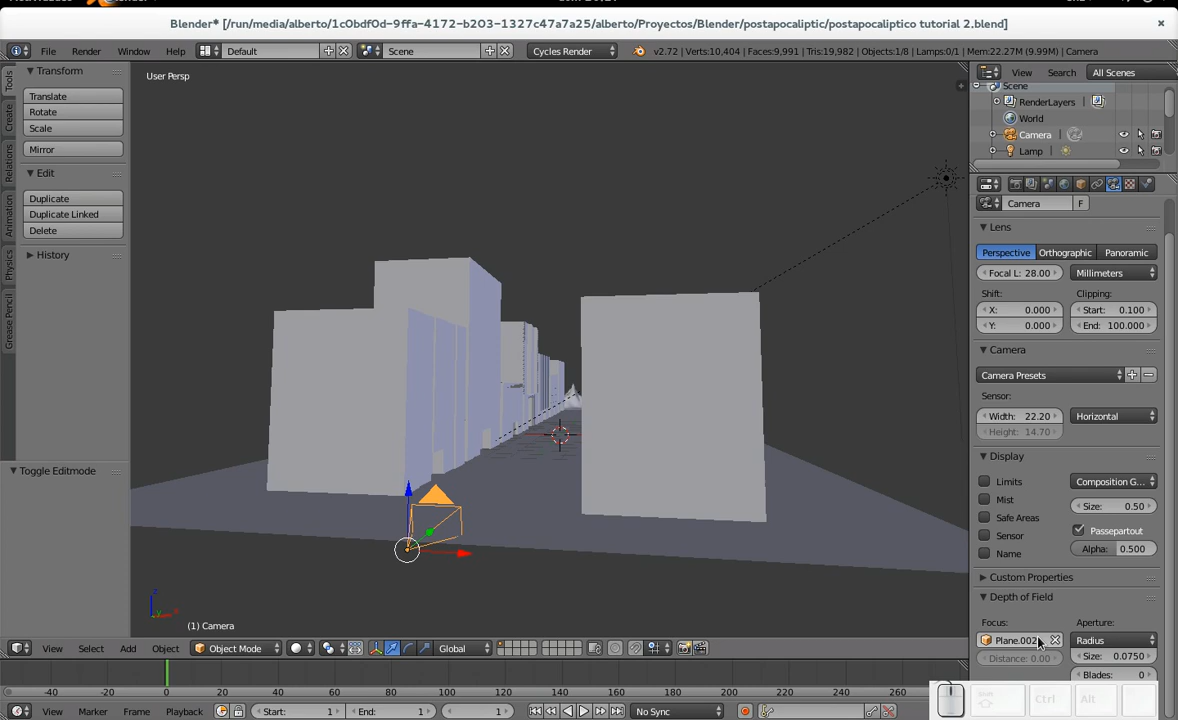 Blender* [/run/media/alberto/1c0bdf0d-9ffa-4172-b203-1327c47a7a25/alberto/Proyectos/Blender/postapocaliptic/postapocaliptico tutorial 2.blend]
File Render Window Help Default Scene Cycles Render v2.72 | Verts:10,404 | Faces:9,991 | Tris:19,982 | Objects:1/8 | Lamps:0/1 | Mem:22.27M (9.99M) | Camera
Tools
Create
Relations
Animation
Physics
Grease Pencil
Transform
Translate
Rotate
Scale
Mirror
Edit
Duplicate
Duplicate Linked
Delete
History
Toggle Editmode
User Persp
(1) Camera
View Search All Scenes
Scene
RenderLayers
World
Camera
Lamp
Camera F
Lens
Perspective Orthographic Panoramic
Focal L: 28.00 Millimeters
Shift: Clipping:
X: 0.000 Start: 0.100
Y: 0.000 End: 100.000
Camera
Camera Presets
Sensor:
Width: 22.20 Horizontal
Height: 14.70
Display
Limits Composition G...
Mist Size: 0.50
Safe Areas Passepartout
Sensor Alpha: 0.500
Name
Custom Properties
Depth of Field
Focus: Aperture:
Plane.002 Radius
Distance: 0.00 Size: 0.0750
Blades: 0
View Select Add Object Object Mode Global
-40 -20 0 20 40 60 80 100 120 140 160 180 200 220 240 260
View Marker Frame Playback Start: 1 End: 1 1 No Sync
Ctrl Alt